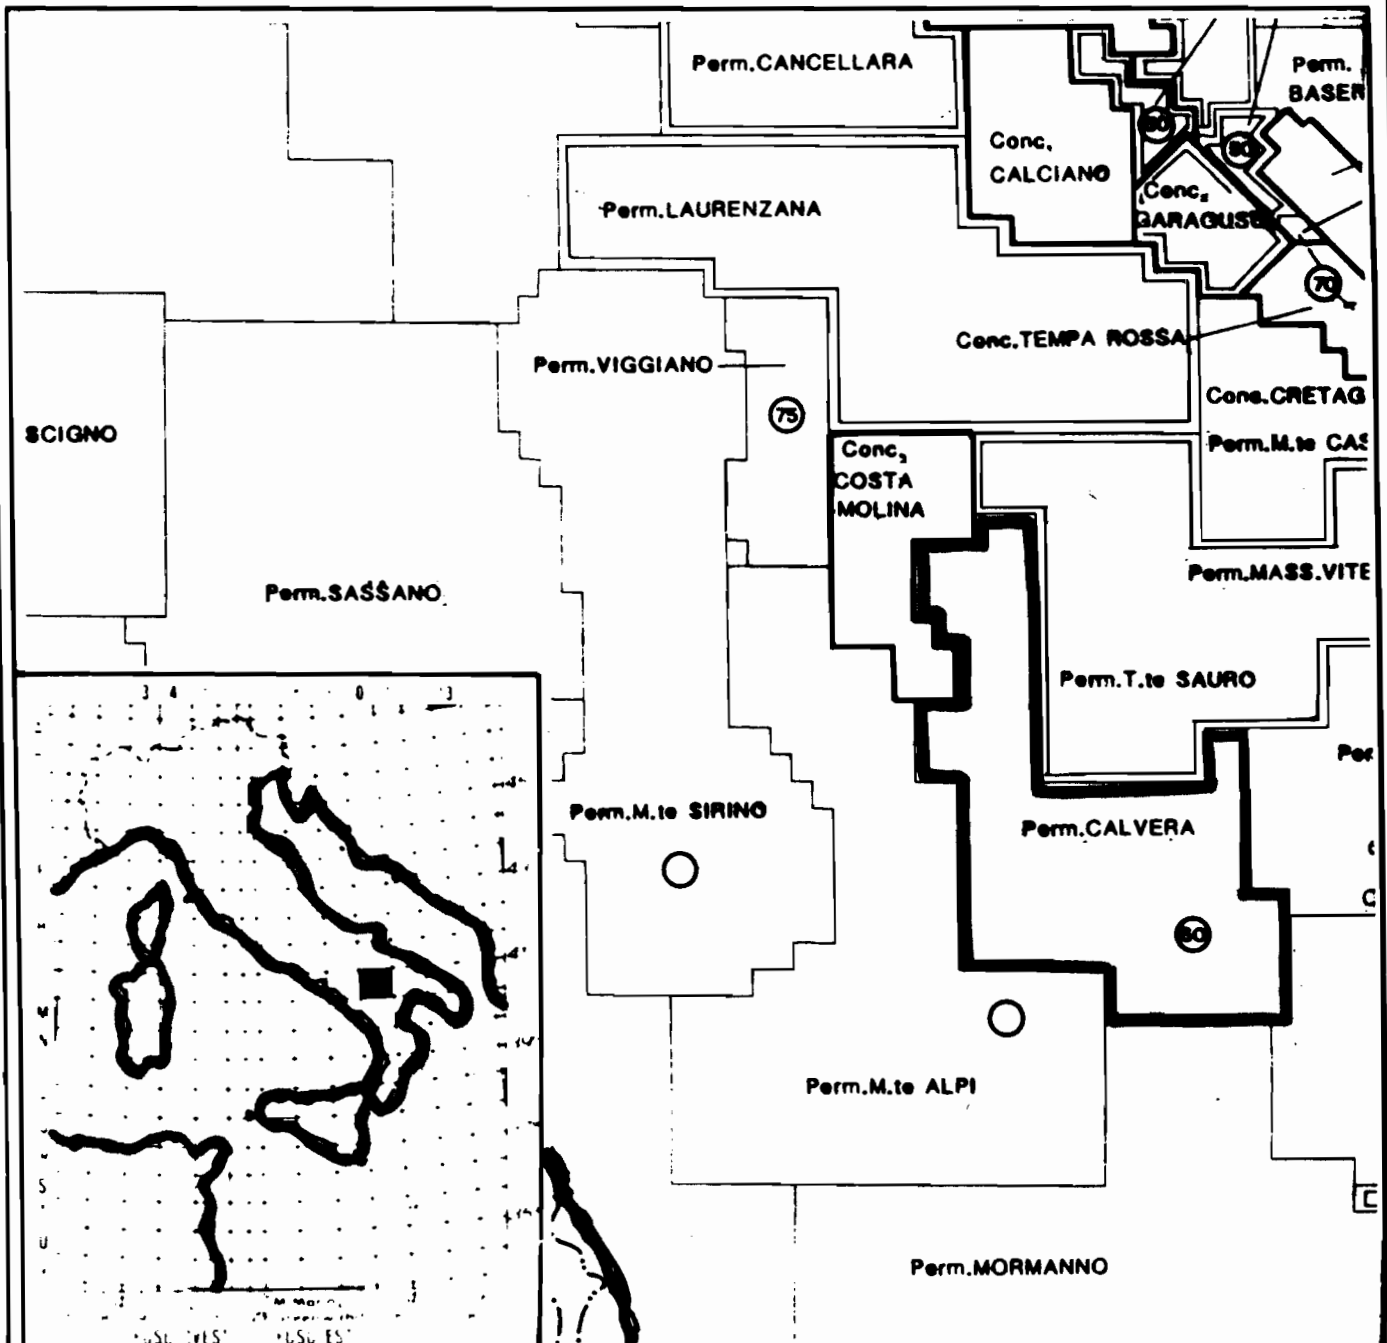 Perm.CANCELLARA
Perm.
BASER
Conc.
CALCIANO
Perm.LAURENZANA
Conc.
GARAGUSO
70
Conc.TEMPA ROSSA
Perm.VIGGIANO
Conc.CRETAG
75
SCIGNO
Perm.M.te CAS
Conc.
COSTA
MOLINA
Perm.MASS.VITE
Perm.SASSANO
Perm.T.te SAURO
Perm.M.te SIRINO
Perm.CALVERA
Perm.M.te ALPI
Perm.MORMANNO